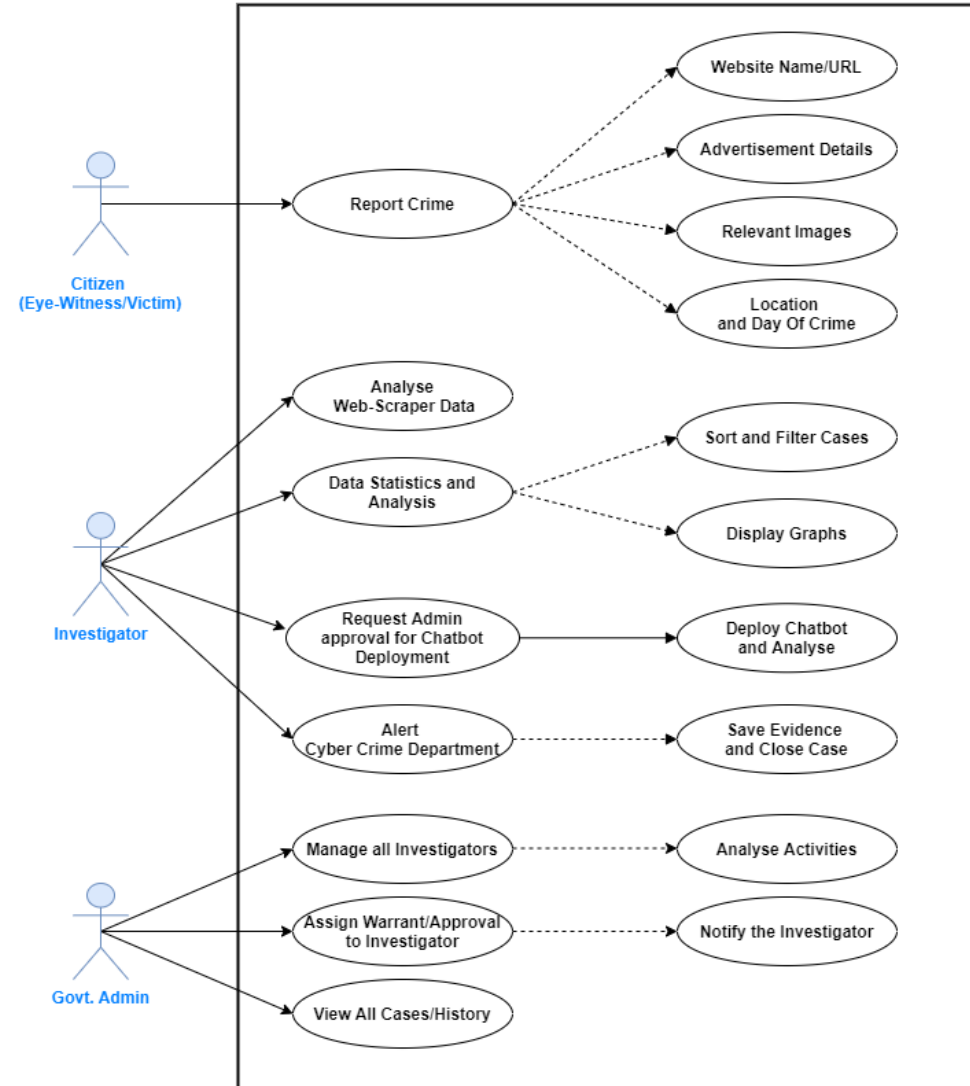 Website Name/URL
Advertisement Details
Report Crime
Relevant Images
Citizen
(Eye-Witness/Victim)
Location
and Day Of Crime
Analyse
Web-Scraper Data
Sort and Filter Cases
Data Statistics and
Analysis
Display Graphs
Investigator
Request Admin
approval for Chatbot
Deployment
Deploy Chatbot
and Analyse
Alert
Cyber Crime Department
Save Evidence
and Close Case
Manage all Investigators
Analyse Activities
Assign Warrant/Approval
to Investigator
Notify the Investigator
Govt. Admin
View All Cases/History